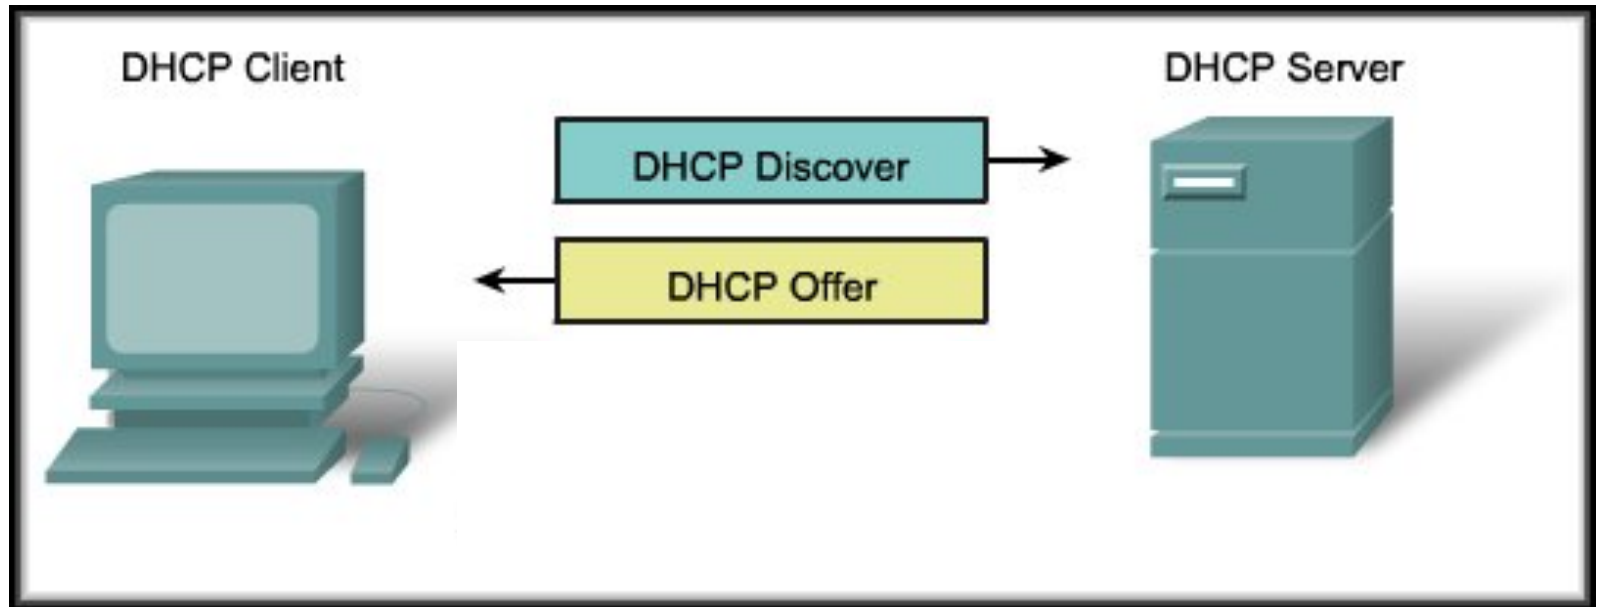 DHCP Client
DHCP Server
DHCP Discover
DHCP Offer